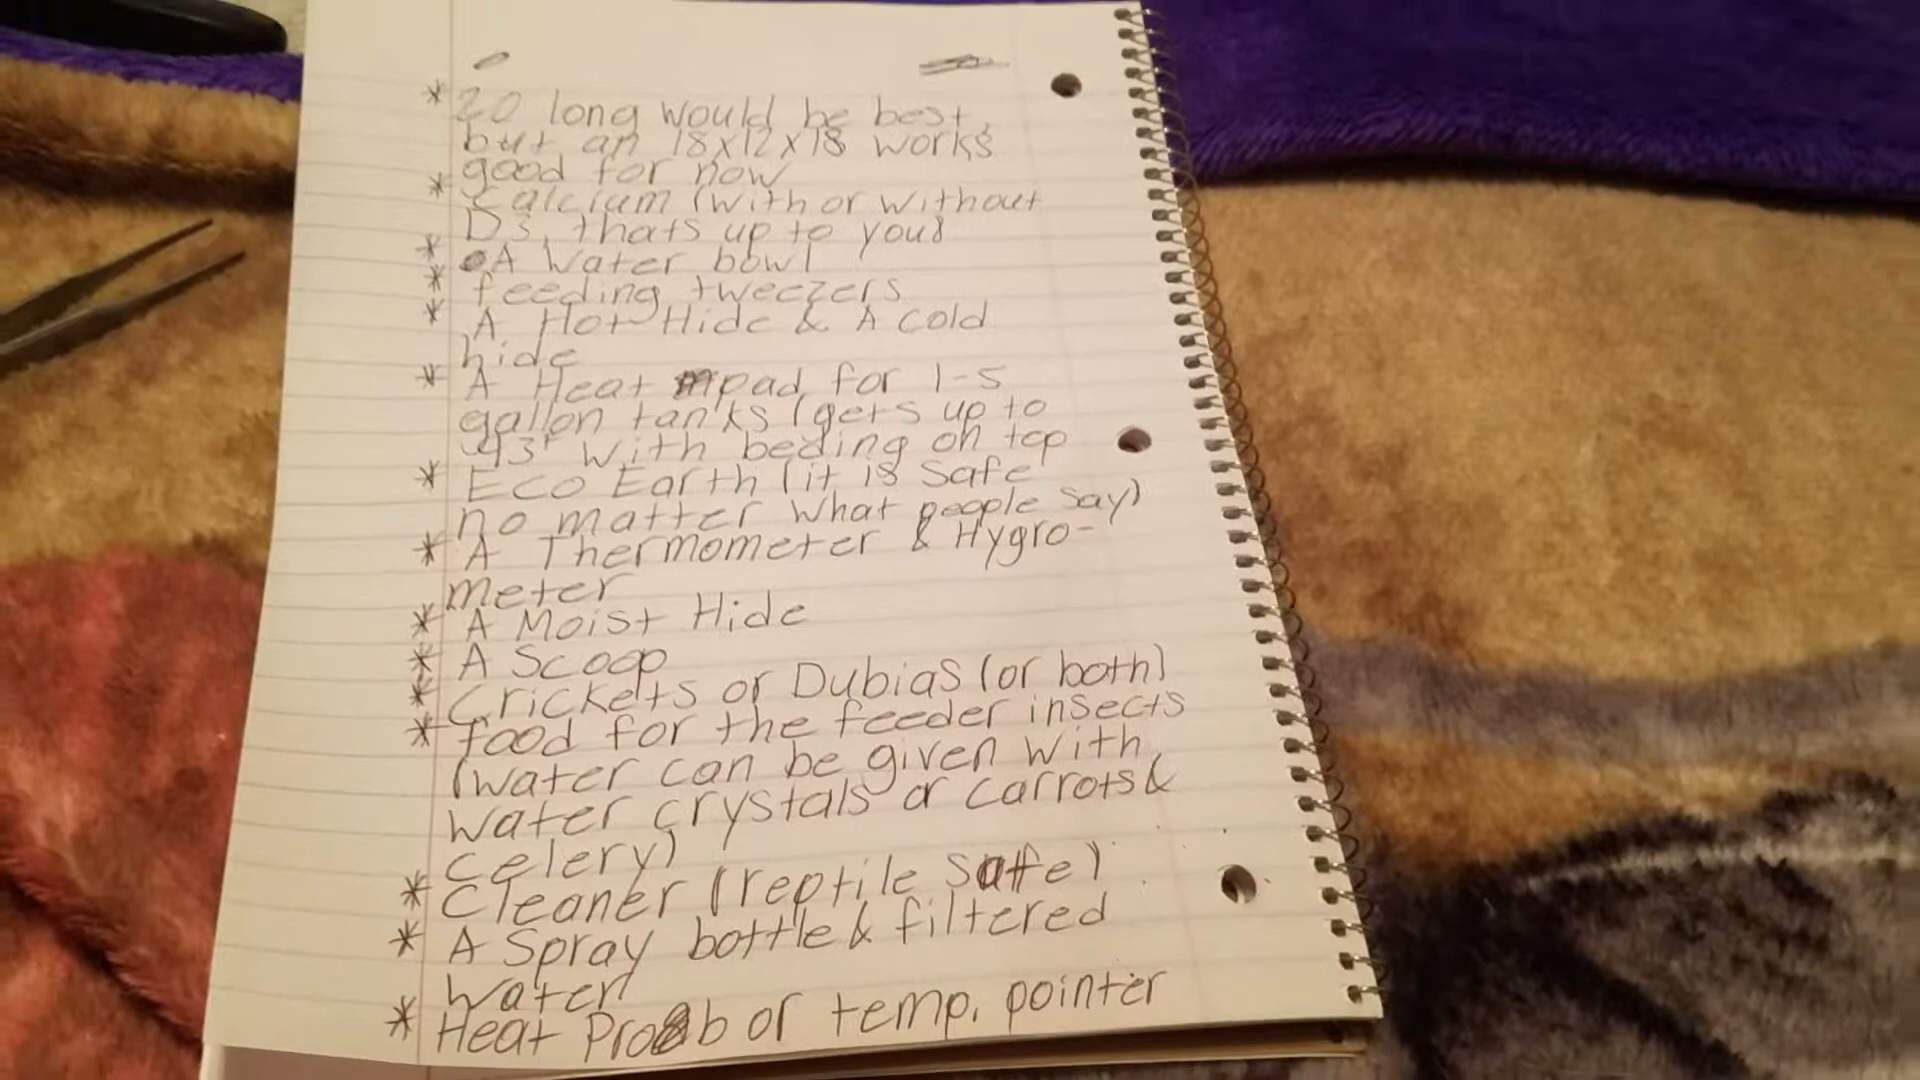 * 20 long would be best,
but an 18x12x18 works
good for now
* Calcium (with or without
D3, thats up to you)
* A water bowl
* feeding tweezers
* A Hot Hide & A cold
hide
* A Heat pad for 1-5
gallon tanks (gets up to
93° with beding on top
* Eco Earth (it is safe
no matter what people say)
* A Thermometer & Hygro-
meter
* A Moist Hide
* A Scoop
* Crickets or Dubias (or both)
* food for the feeder insects
(water can be given with
water crystals or carrots &
celery)
* Cleaner (reptile safe)
* A Spray bottle & filtered
water
* Heat Prob or temp. pointer